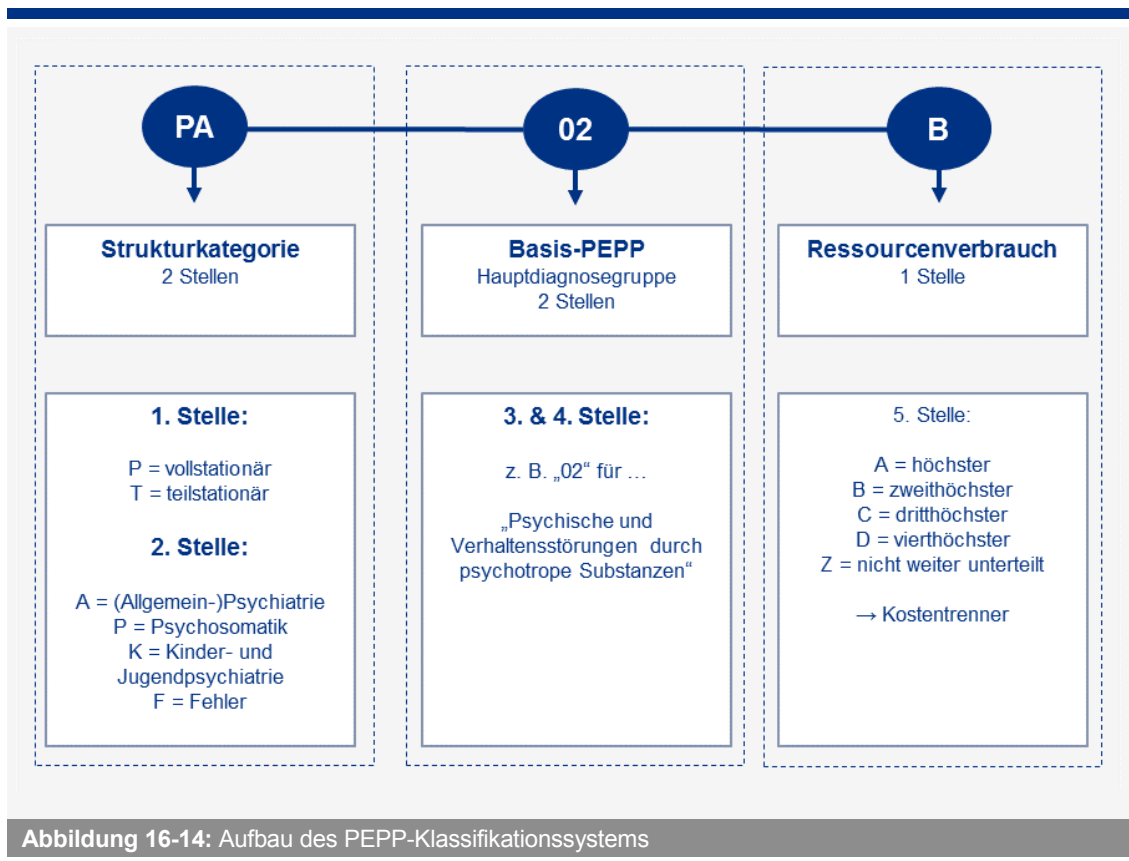 PA
02
B
Strukturkategorie
2 Stellen
Basis-PEPP
Hauptdiagnosegruppe
2 Stellen
Ressourcenverbrauch
1 Stelle
1. Stelle:
P = vollstationär
T = teilstationär
2. Stelle:
A = (Allgemein-)Psychiatrie
P = Psychosomatik
K = Kinder- und
Jugendpsychiatrie
F = Fehler
3. & 4. Stelle:
z. B. „02“ für …
„Psychische und
Verhaltensstörungen durch
psychotrope Substanzen“
5. Stelle:
A = höchster
B = zweithöchster
C = dritthöchster
D = vierthöchster
Z = nicht weiter unterteilt
→ Kostentrenner
Abbildung 16-14: Aufbau des PEPP-Klassifikationssystems